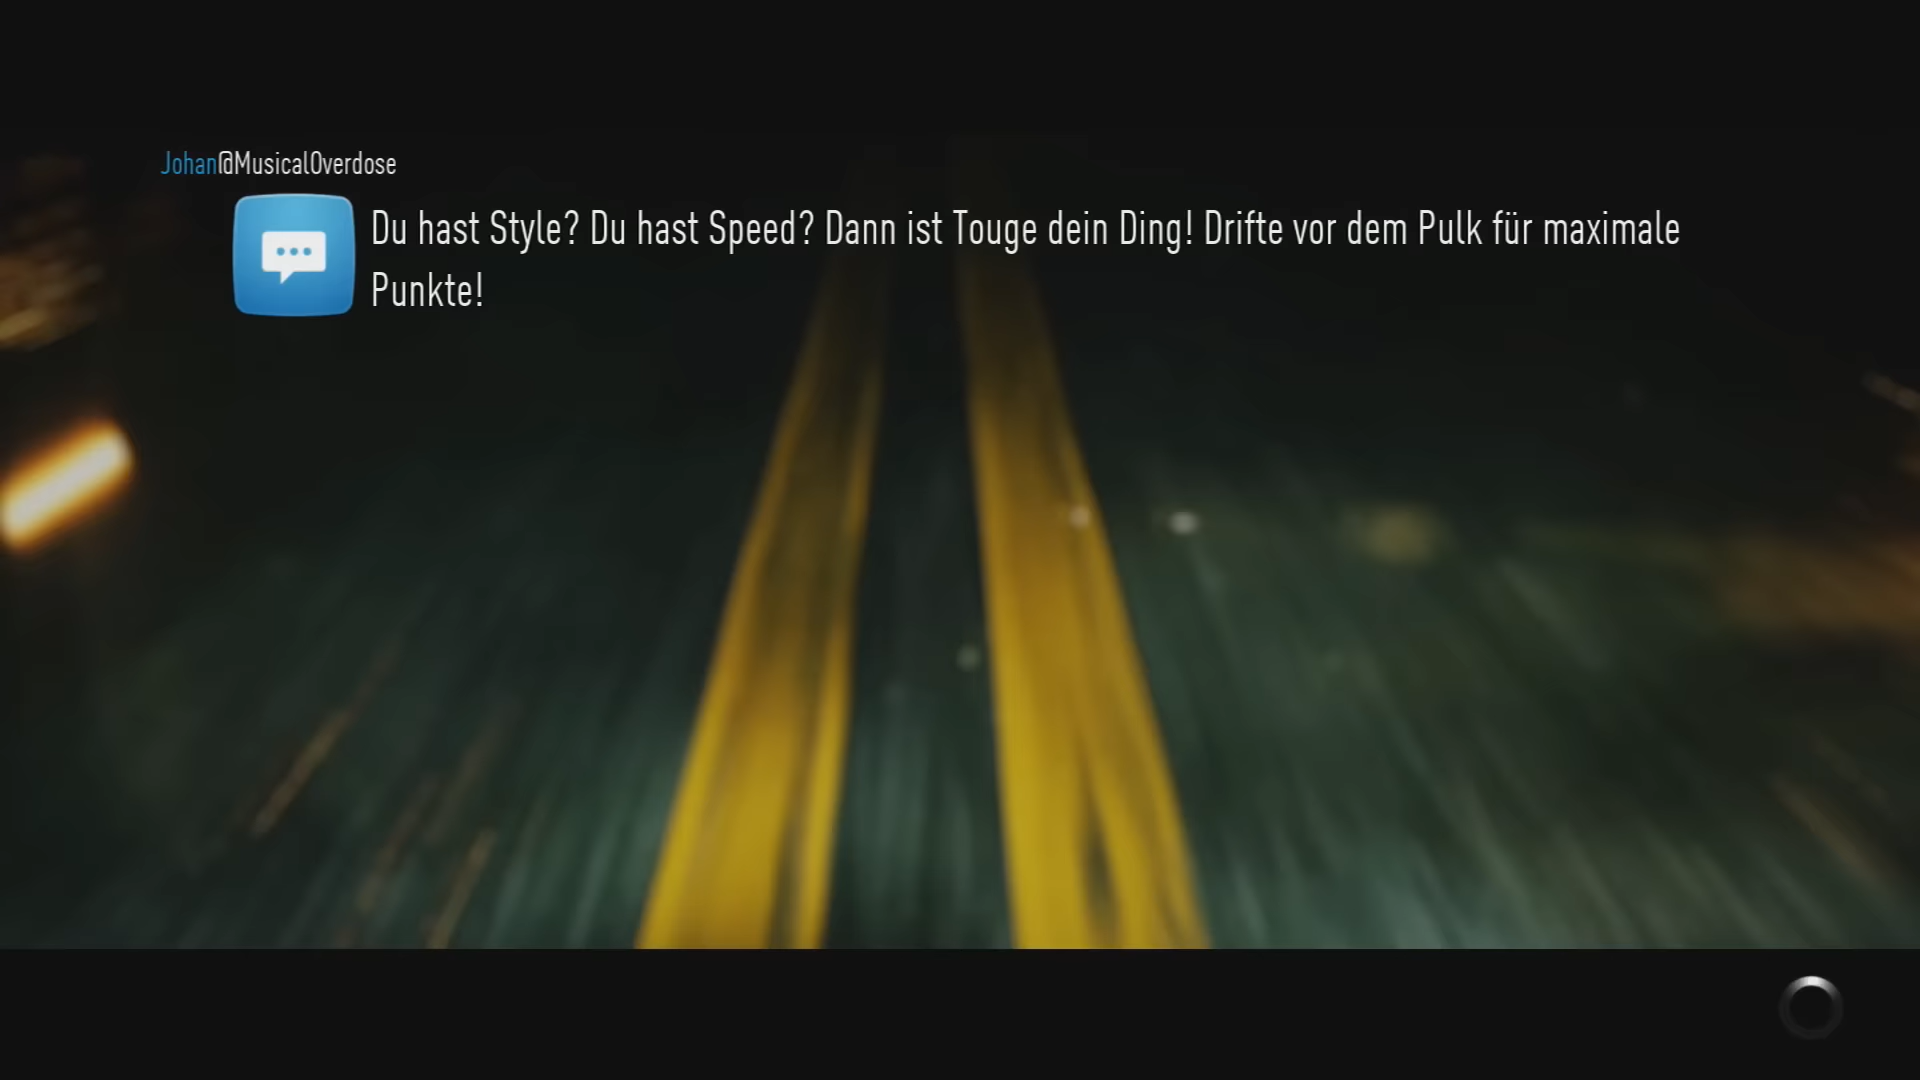 Johan@MusicalOverdose
Du hast Style? Du hast Speed? Dann ist Touge dein Ding! Drifte vor dem Pulk für maximale
Punkte!